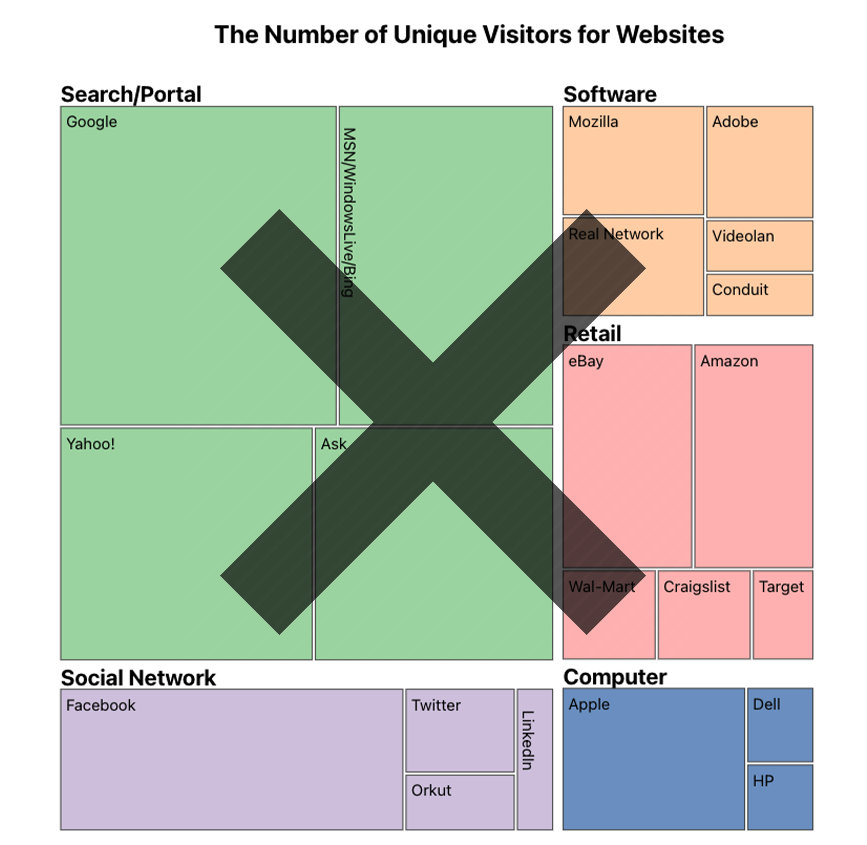 The Number of Unique Visitors for Websites
Search/Portal
Google
MSN/WindowsLive/Bing
Yahoo!
Ask
Software
Mozilla
Adobe
Real Network
Videolan
Conduit
Retail
eBay
Amazon
Wal-Mart
Craigslist
Target
Social Network
Facebook
Twitter
Orkut
LinkedIn
Computer
Apple
Dell
HP